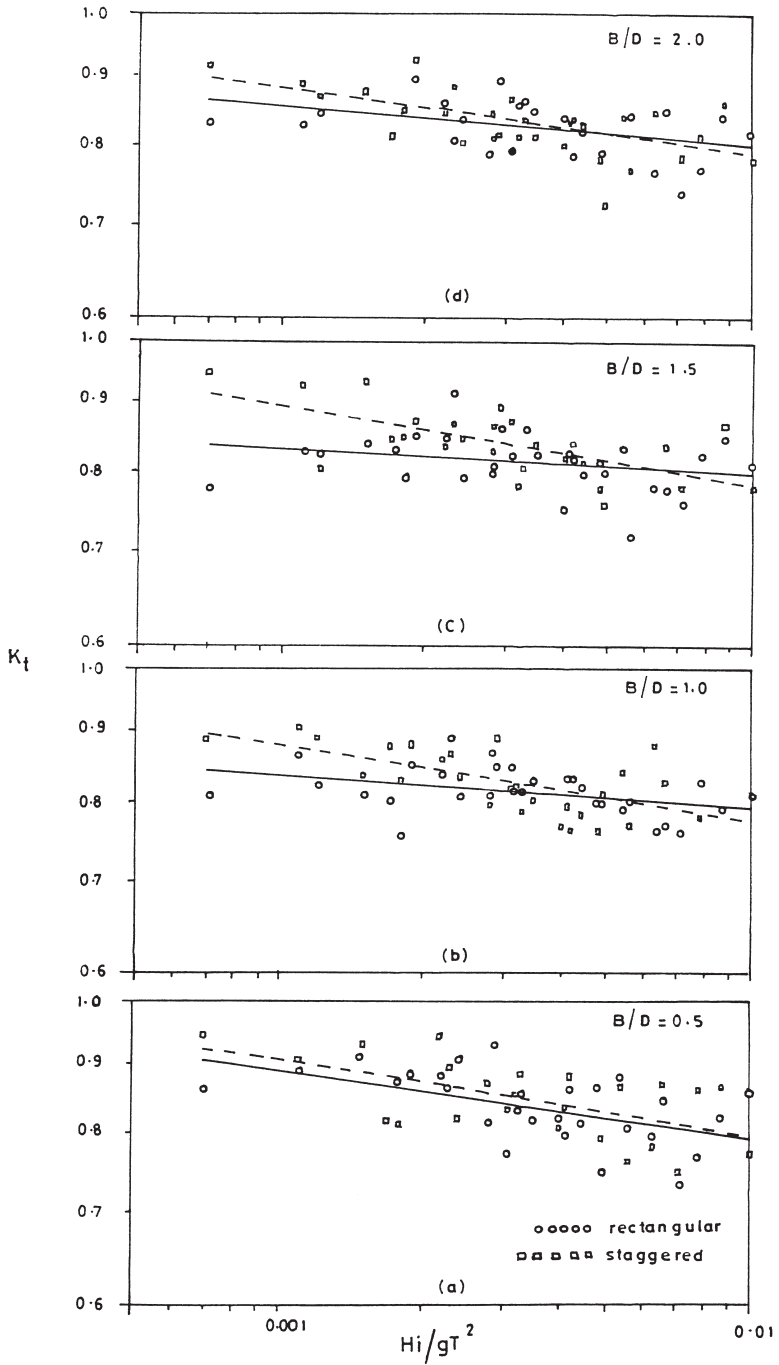 1.0
B/D = 2.0
0.9
0.8
0.7
(d)
0.6
1.0
B/D = 1.5
0.9
0.8
0.7
(c)
0.6
Kt
1.0
B/D = 1.0
0.9
0.8
0.7
(b)
0.6
1.0
B/D = 0.5
0.9
0.8
0.7
rectangular
staggered
(a)
0.6
0.001
0.01
Hi/gT²